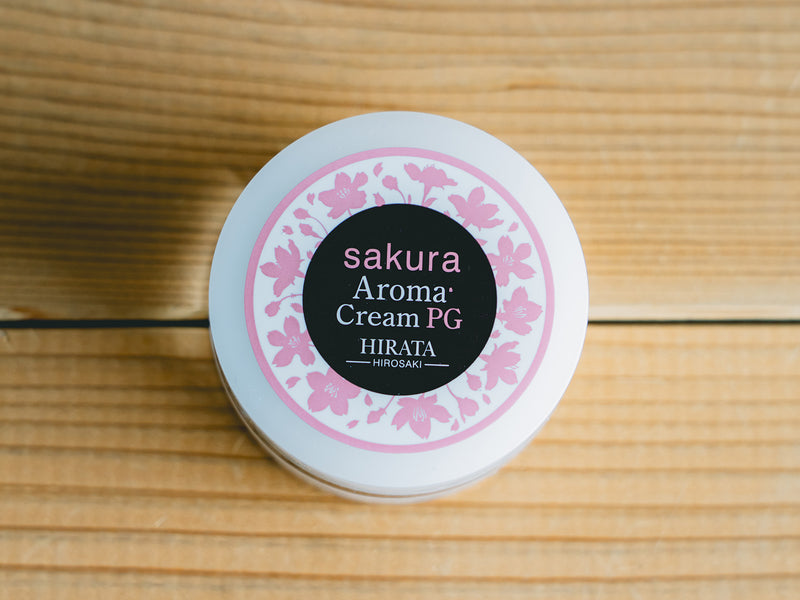 sakura
Aroma
Cream PG
HIRATA
HIROSAKI